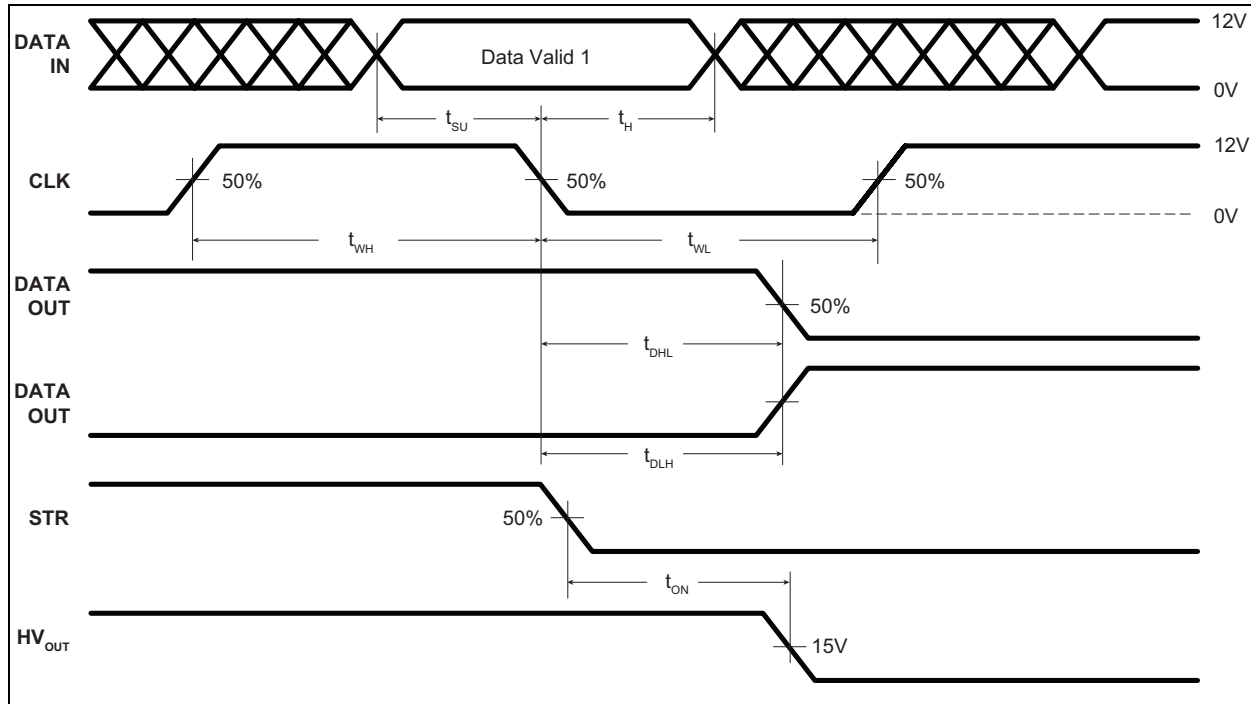 DATA
IN
Data Valid 1
12V
0V
tSU
tH
CLK
50%
50%
50%
12V
0V
tWH
tWL
DATA
OUT
50%
tDHL
DATA
OUT
tDLH
STR
50%
tON
HVOUT
15V